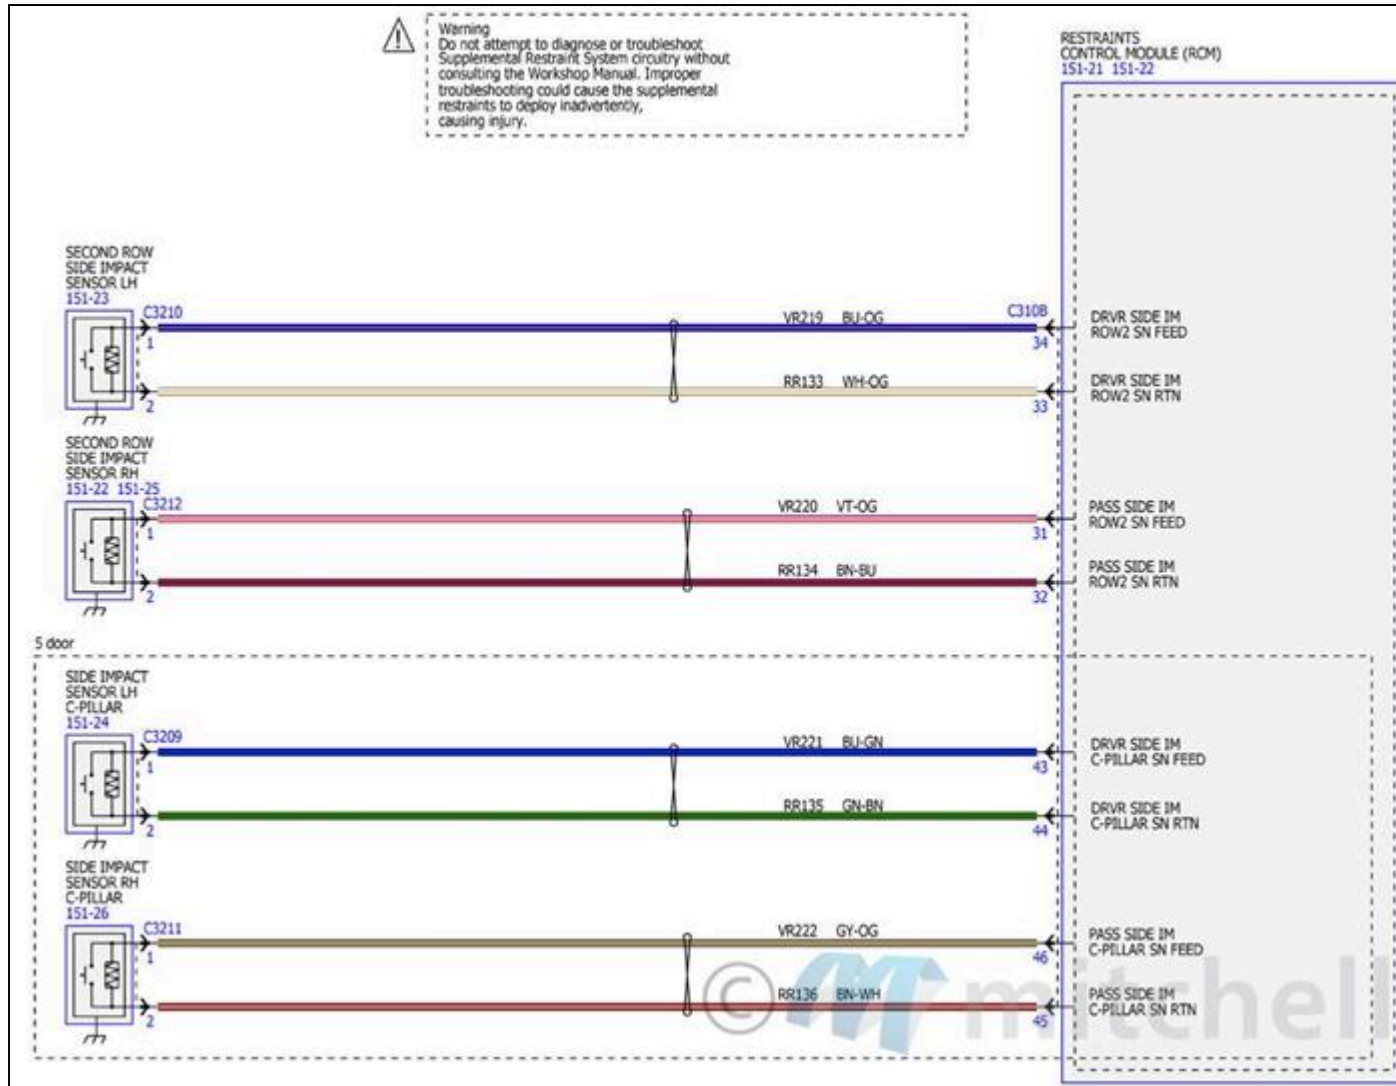 Warning
Do not attempt to diagnose or troubleshoot
Supplemental Restraint System circuitry without
consulting the Workshop Manual. Improper
troubleshooting could cause the supplemental
restraints to deploy inadvertently,
causing injury.
RESTRAINTS
CONTROL MODULE (RCM)
151-21 151-22
SECOND ROW
SIDE IMPACT
SENSOR LH
151-23
C3210
VR219 BU-OG
C310B
1
34
DRVR SIDE IM
ROW2 SN FEED
RR133 WH-OG
2
33
DRVR SIDE IM
ROW2 SN RTN
SECOND ROW
SIDE IMPACT
SENSOR RH
151-22 151-25
C3212
VR220 VT-OG
1
31
PASS SIDE IM
ROW2 SN FEED
RR134 BN-BU
2
32
PASS SIDE IM
ROW2 SN RTN
5 door
SIDE IMPACT
SENSOR LH
C-PILLAR
151-24
C3209
VR221 BU-GN
1
43
DRVR SIDE IM
C-PILLAR SN FEED
RR135 GN-BN
2
44
DRVR SIDE IM
C-PILLAR SN RTN
SIDE IMPACT
SENSOR RH
C-PILLAR
151-26
C3211
VR222 GY-OG
1
46
PASS SIDE IM
C-PILLAR SN FEED
RR136 BN-WH
2
45
PASS SIDE IM
C-PILLAR SN RTN
© mitchell